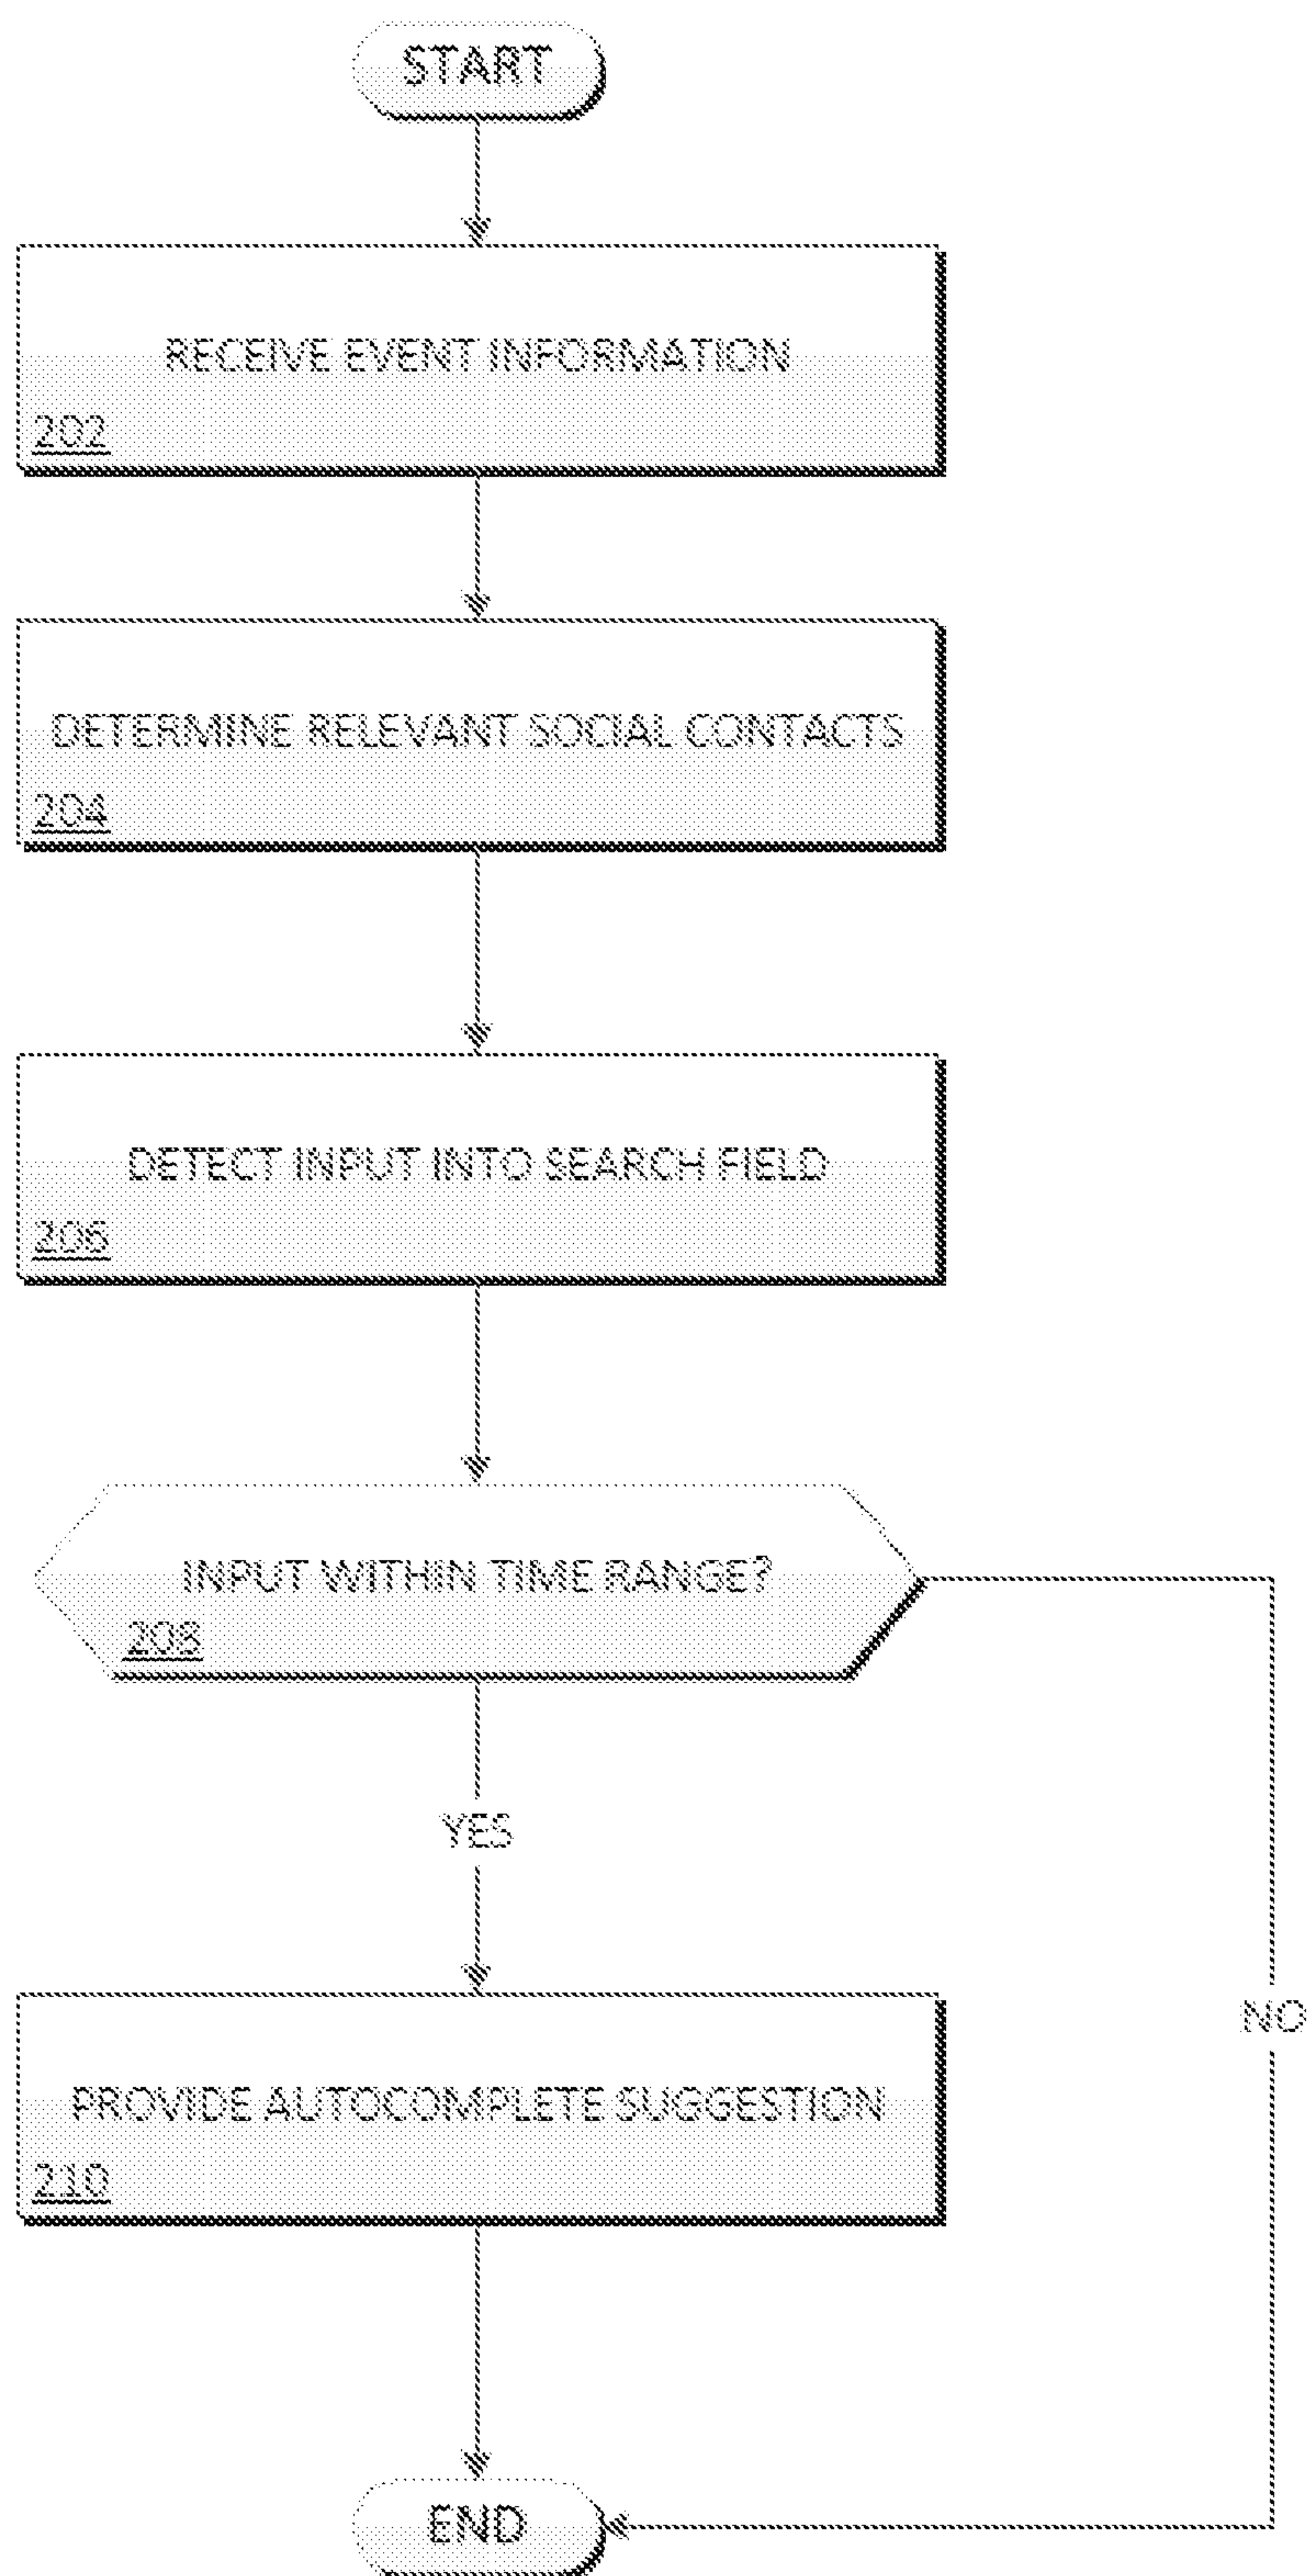 START
RECEIVE EVENT INFORMATION
202
DETERMINE RELEVANT SOCIAL CONTACTS
204
DETECT INPUT INTO SEARCH FIELD
206
INPUT WITHIN TIME RANGE?
208
YES
NO
PROVIDE AUTOCOMPLETE SUGGESTION
210
END